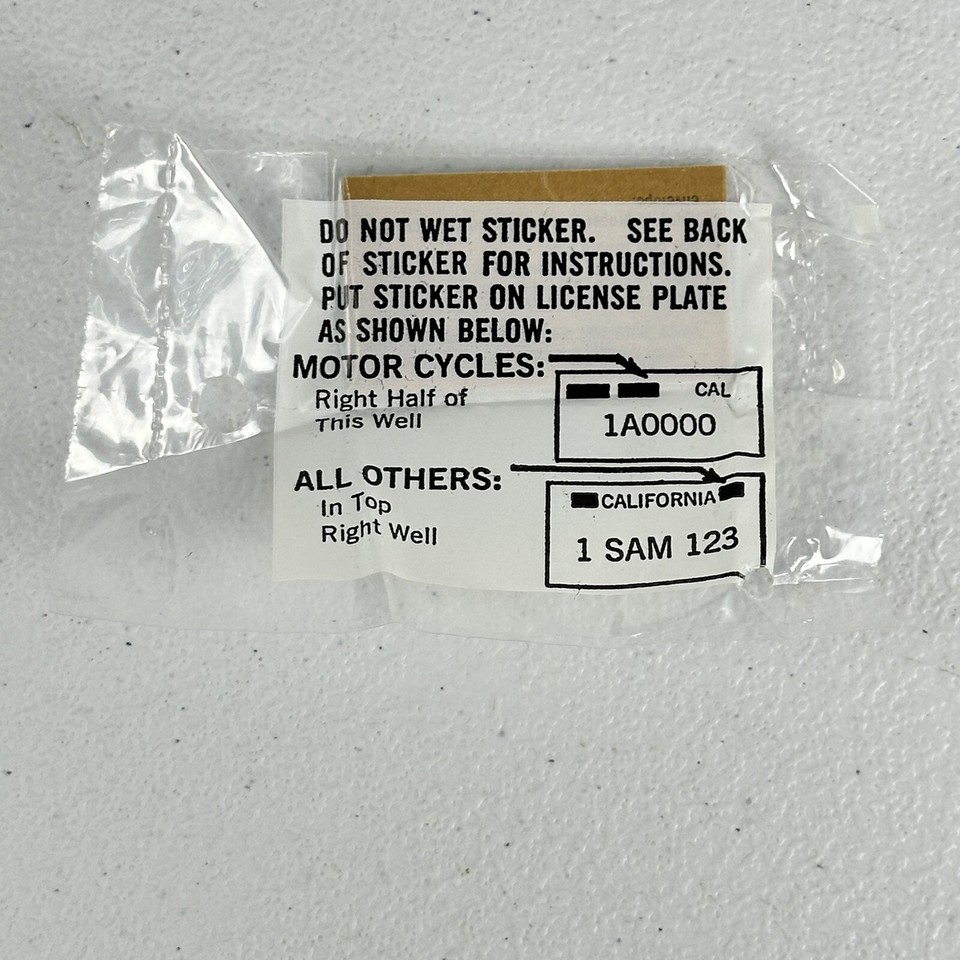 envelope.
DO NOT WET STICKER. SEE BACK
OF STICKER FOR INSTRUCTIONS.
PUT STICKER ON LICENSE PLATE
AS SHOWN BELOW:
MOTOR CYCLES:
Right Half of
This Well
CAL
1A0000
ALL OTHERS:
In Top
Right Well
CALIFORNIA
1 SAM 123